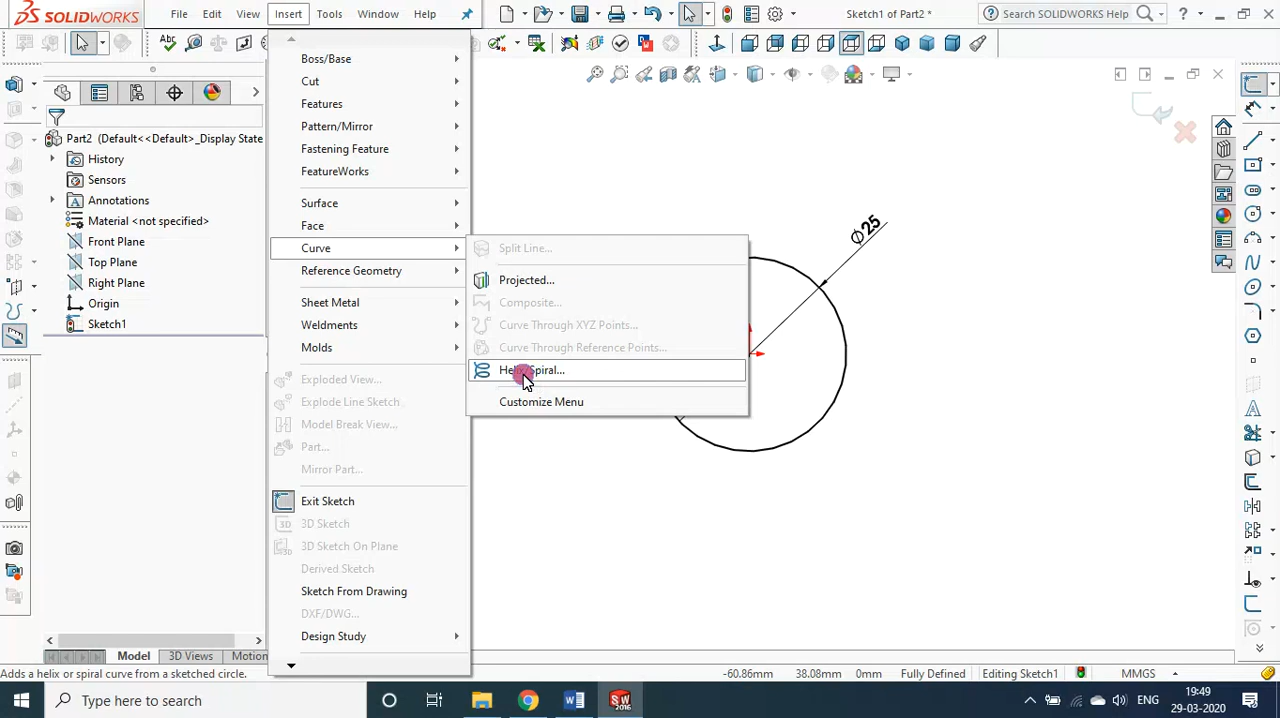 SOLIDWORKS File Edit View Insert Tools Window Help Sketch1 of Part2 * Search SOLIDWORKS Help ?
Boss/Base
Cut
Features
Pattern/Mirror
Part2 (Default<<Default>_Display State
Fastening Feature
History
FeatureWorks
Sensors
Annotations
Surface
Material <not specified>
Face
Front Plane
Curve
Split Line...
Top Plane
Reference Geometry
Projected...
Right Plane
Origin
Sheet Metal
Composite...
Sketch1
Weldments
Curve Through XYZ Points...
Molds
Curve Through Reference Points...
Helix/Spiral...
Exploded View...
Explode Line Sketch
Customize Menu
Model Break View...
Part...
Mirror Part...
Exit Sketch
3D Sketch
3D Sketch On Plane
Derived Sketch
Sketch From Drawing
DXF/DWG...
Design Study
Ø25
Model 3D Views Motion
Adds a helix or spiral curve from a sketched circle. -60.86mm 38.08mm 0mm Fully Defined Editing Sketch1 MMGS
Type here to search
ENG
19:49
29-03-2020
SW
2016